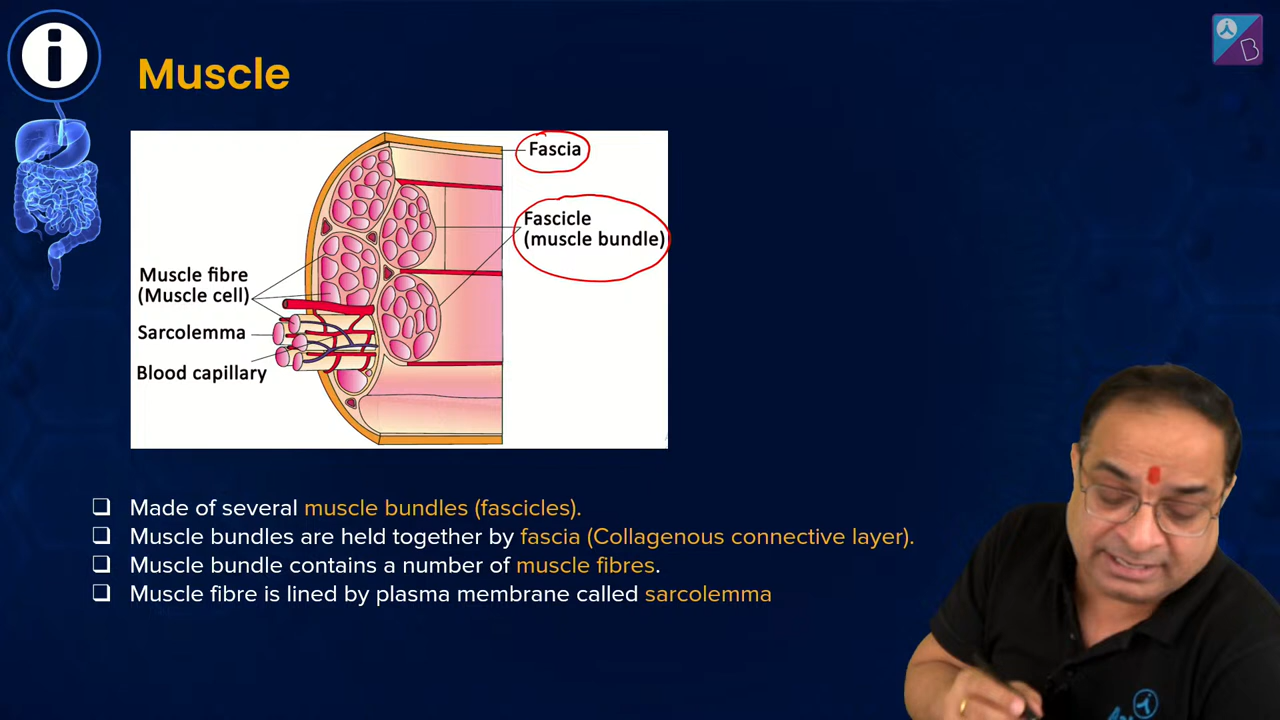 Muscle
Fascia
Fascicle
(muscle bundle)
Muscle fibre
(Muscle cell)
Sarcolemma
Blood capillary
Made of several muscle bundles (fascicles).
Muscle bundles are held together by fascia (Collagenous connective layer).
Muscle bundle contains a number of muscle fibres.
Muscle fibre is lined by plasma membrane called sarcolemma